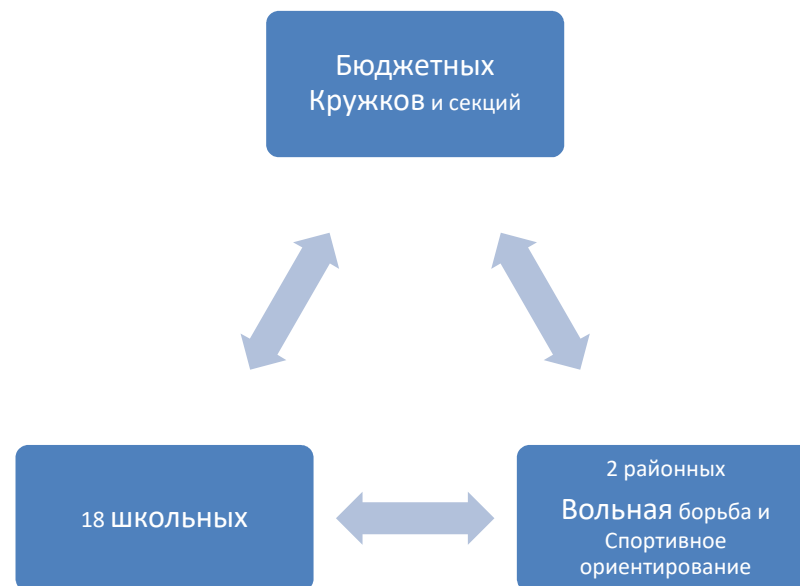 Бюджетных
Кружков и секций
18 школьных
2 районных
Вольная борьба и
Спортивное
ориентирование